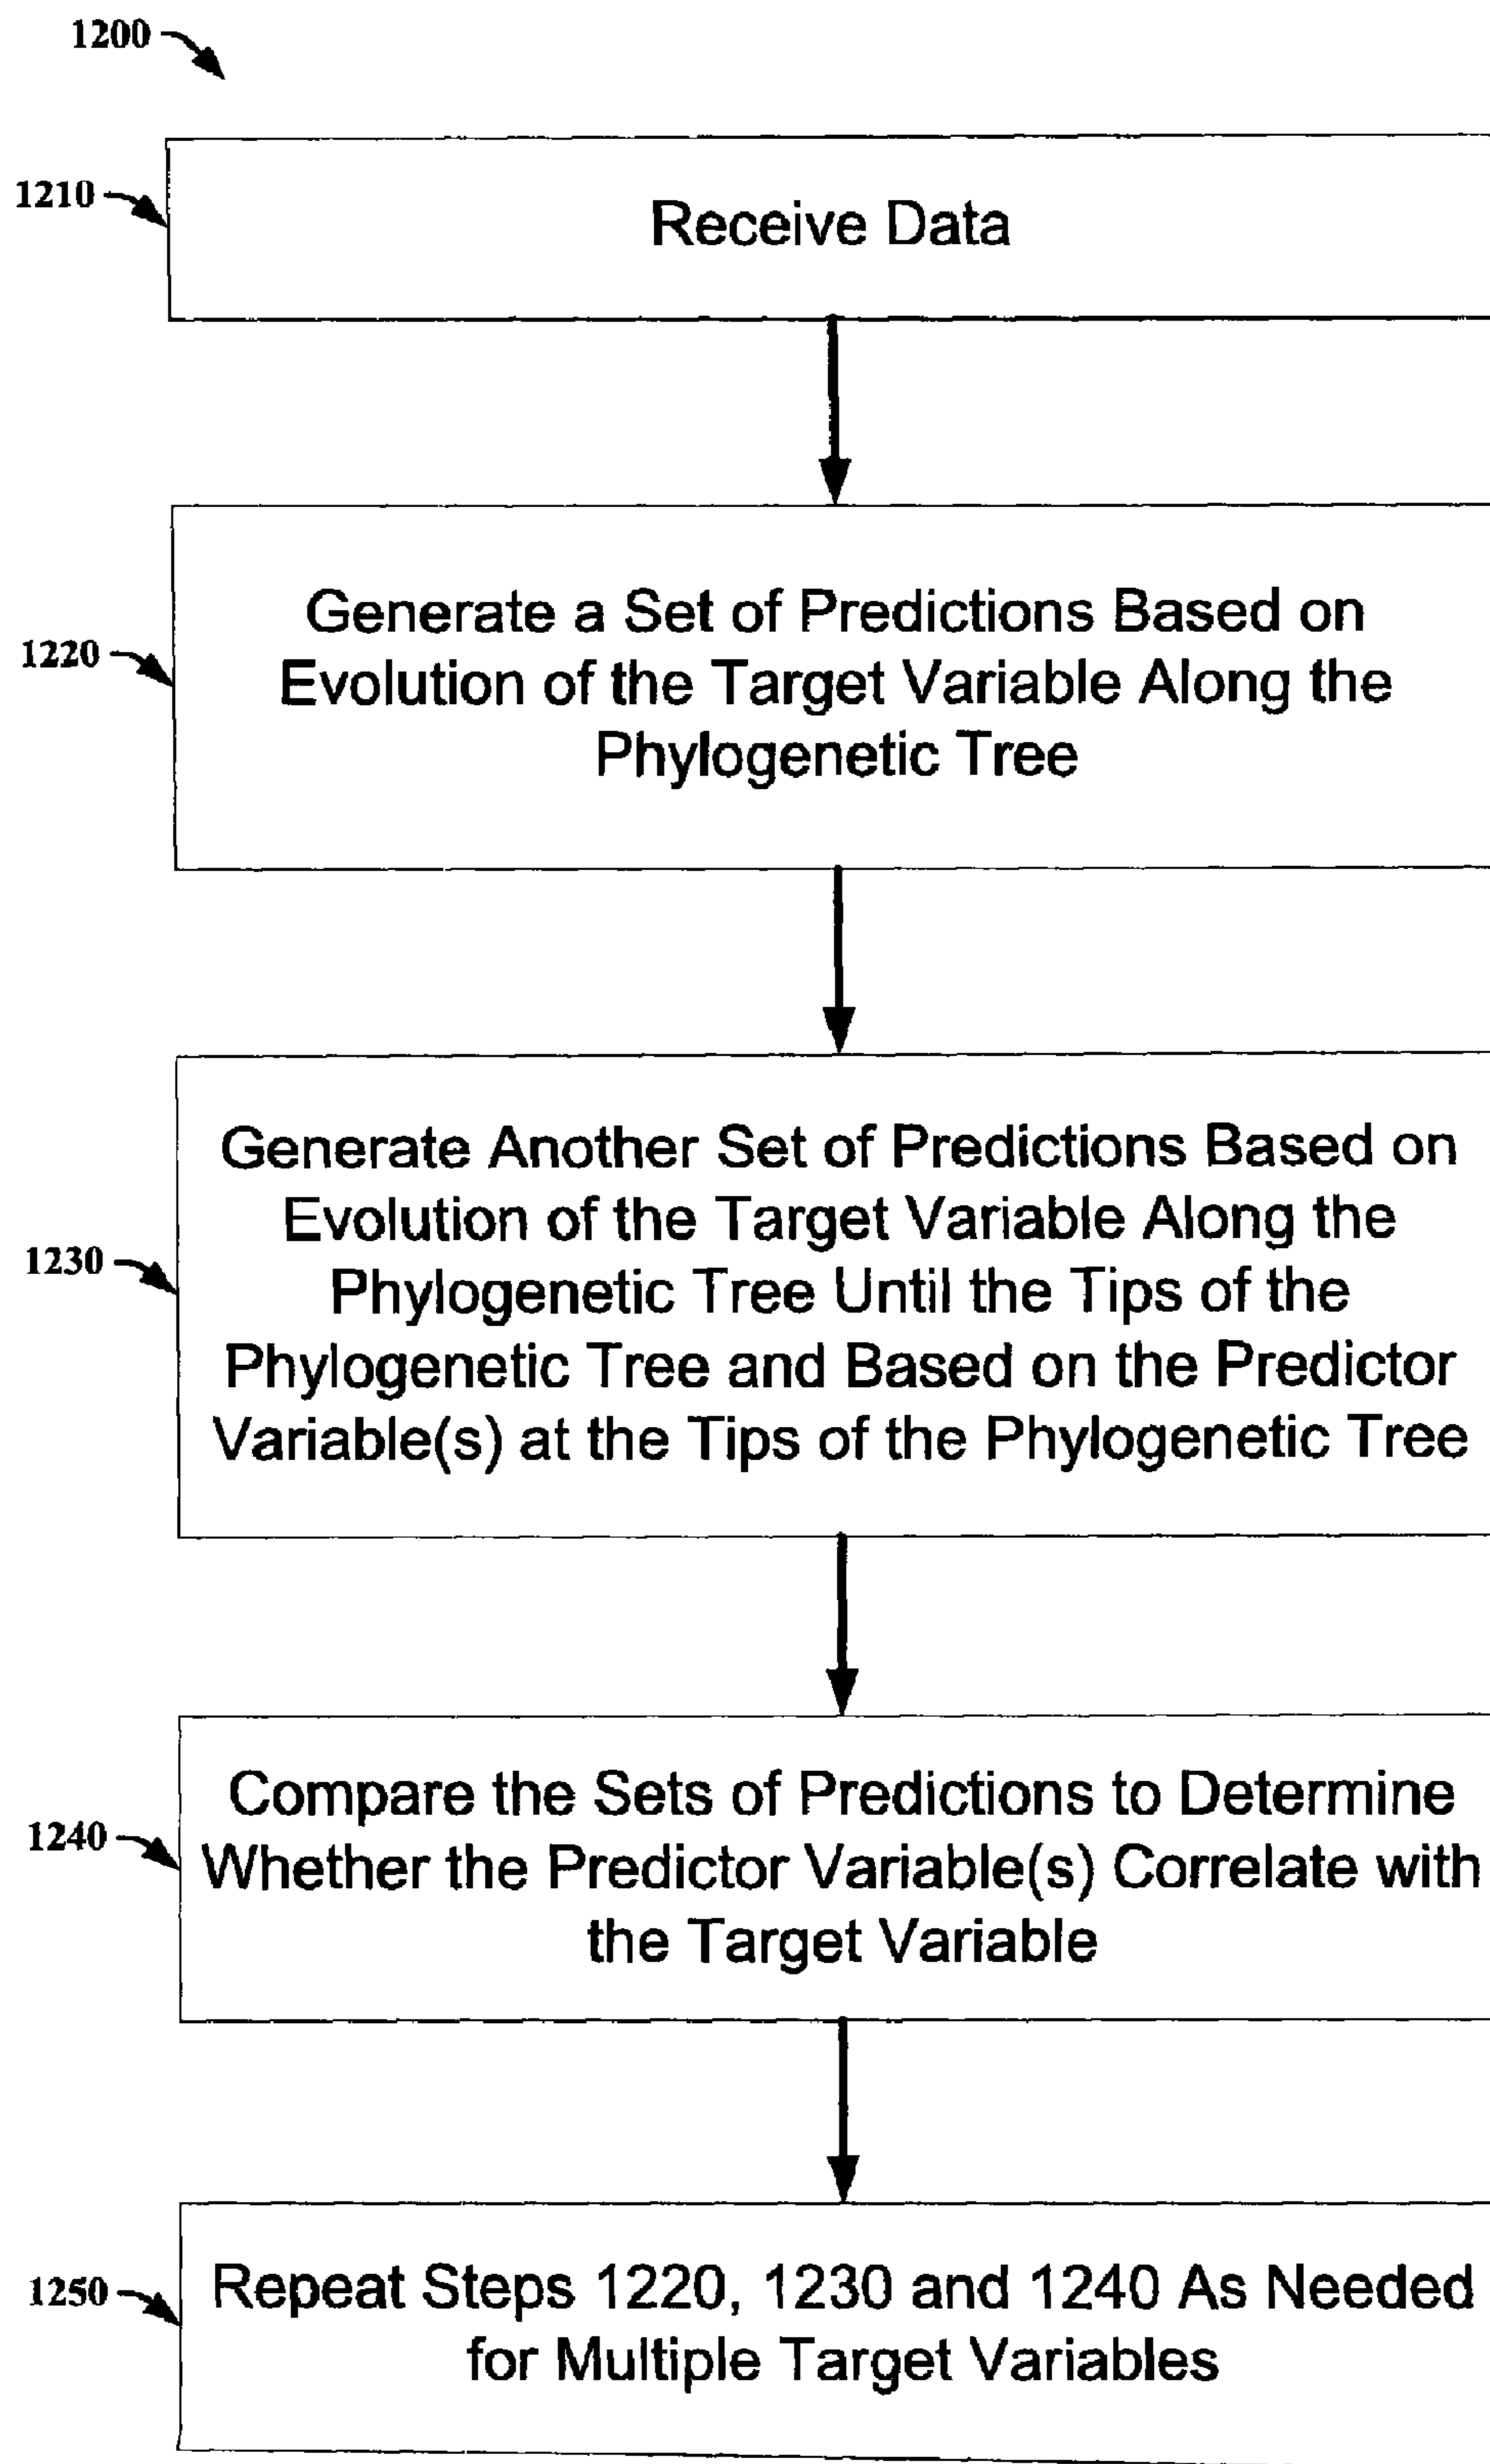 1200
1210
Receive Data
1220
Generate a Set of Predictions Based on
Evolution of the Target Variable Along the
Phylogenetic Tree
1230
Generate Another Set of Predictions Based on
Evolution of the Target Variable Along the
Phylogenetic Tree Until the Tips of the
Phylogenetic Tree and Based on the Predictor
Variable(s) at the Tips of the Phylogenetic Tree
1240
Compare the Sets of Predictions to Determine
Whether the Predictor Variable(s) Correlate with
the Target Variable
1250
Repeat Steps 1220, 1230 and 1240 As Needed
for Multiple Target Variables